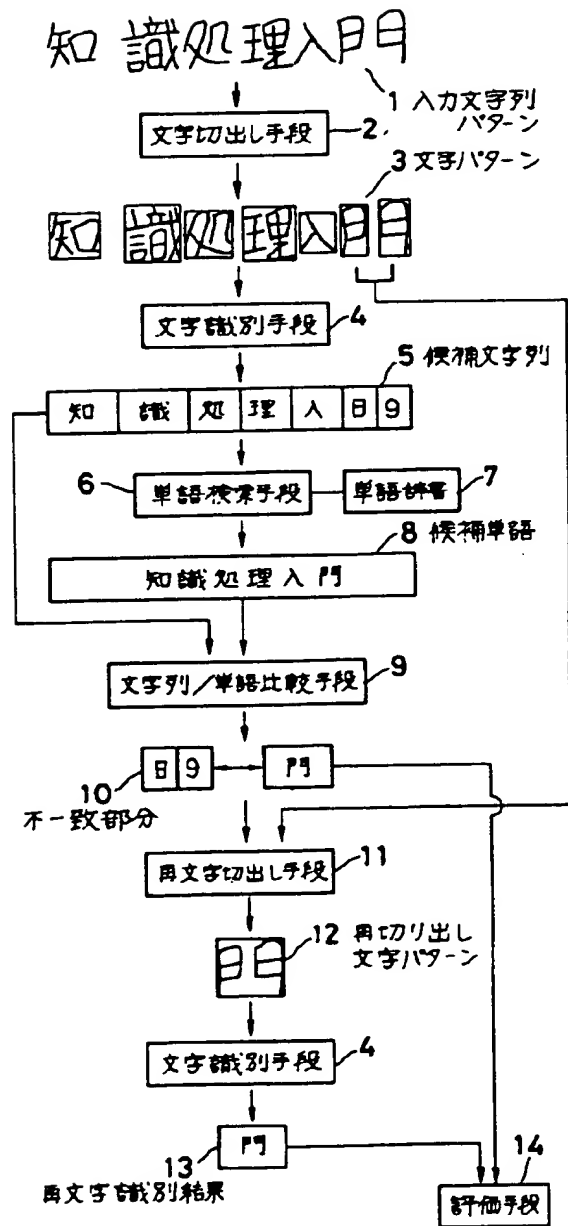 知識処理入門
1 入力文字列
パターン
文字切出し手段 2
3 文字パターン
知 識 処 理 入
文字識別手段 4
5 候補文字列
知 識 処 理 入 日 9
6 単語検索手段 単語辞書 7
8 候補単語
知識処理入門
文字列/単語比較手段 9
日 9 門
10
不一致部分
再文字切出し手段 11
12 再切り出し
文字パターン
門
文字識別手段 4
門
13
再文字識別結果
14
評価手段